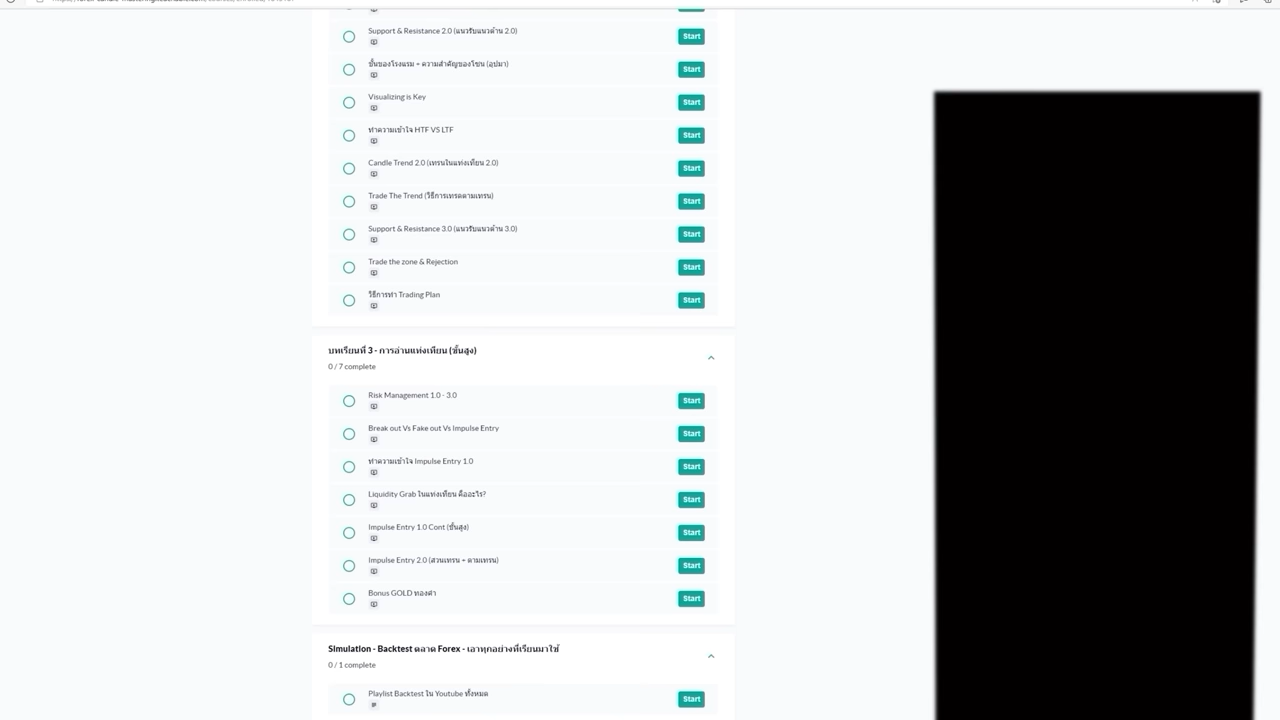 Support & Resistance 2.0 (แนวรับแนวต้าน 2.0)
Start
ชั้นของโรงแรม + ความสำคัญของโซน (อุปมา)
Start
Visualizing is Key
Start
ทำความเข้าใจ HTF VS LTF
Start
Candle Trend 2.0 (เทรนในแท่งเทียน 2.0)
Start
Trade The Trend (วิธีการเทรดตามเทรน)
Start
Support & Resistance 3.0 (แนวรับแนวต้าน 3.0)
Start
Trade the zone & Rejection
Start
วิธีการทำ Trading Plan
Start
บทเรียนที่ 3 - การอ่านแท่งเทียน (ชั้นสูง)
0 / 7 complete
Risk Management 1.0 - 3.0
Start
Break out Vs Fake out Vs Impulse Entry
Start
ทำความเข้าใจ Impulse Entry 1.0
Start
Liquidity Grab ในแท่งเทียน คืออะไร?
Start
Impulse Entry 1.0 Cont (ชั้นสูง)
Start
Impulse Entry 2.0 (สวนเทรน + ตามเทรน)
Start
Bonus GOLD ทองคำ
Start
Simulation - Backtest ตลาด Forex - เอาทุกอย่างที่เรียนมาใช้
0 / 1 complete
Playlist Backtest ใน Youtube ทั้งหมด
Start